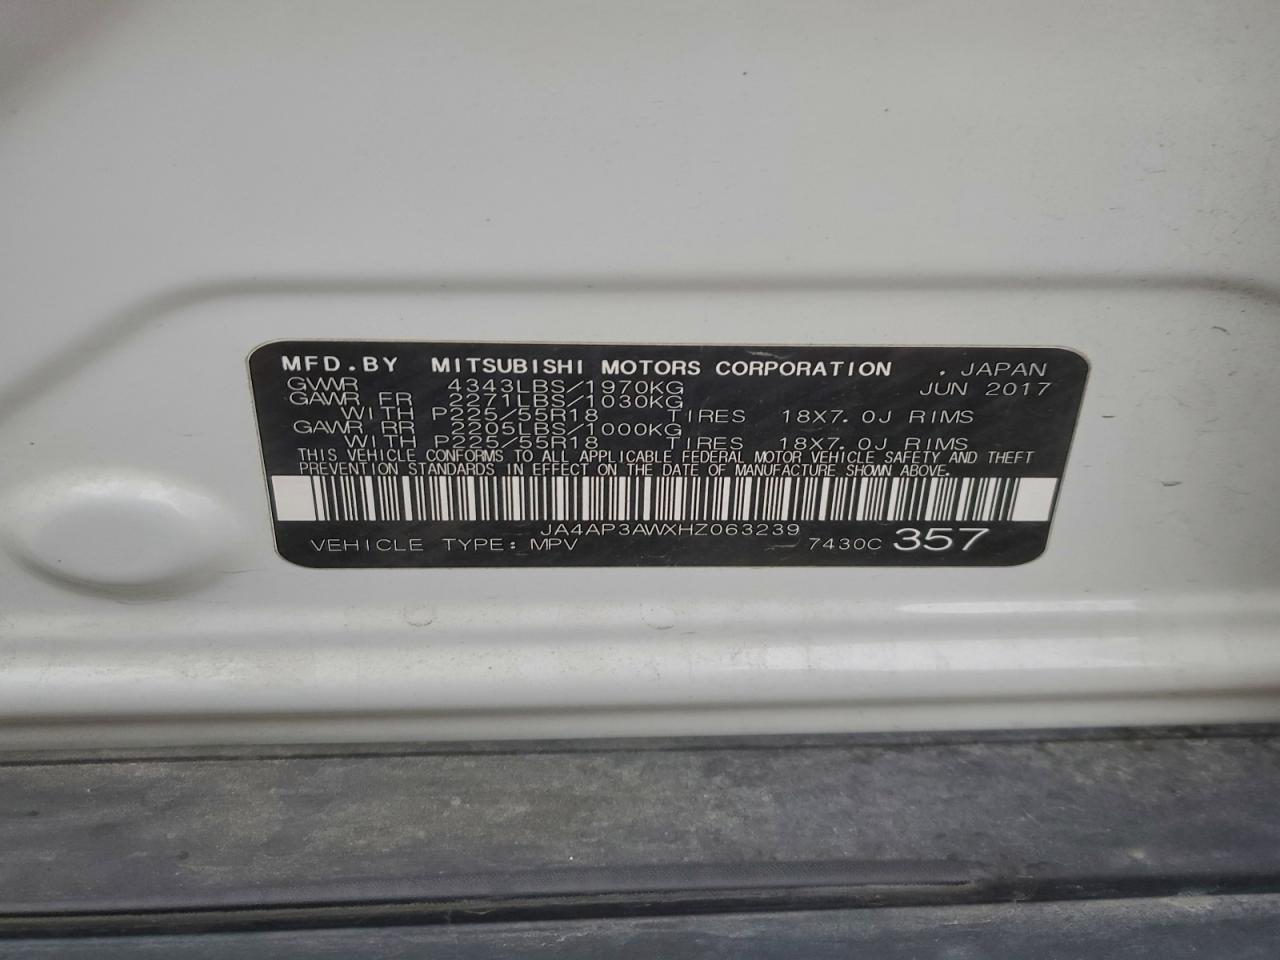 MFD.BY MITSUBISHI MOTORS CORPORATION . JAPAN
GVWR 4343LBS/1970KG JUN 2017
GAWR FR 2271LBS/1030KG
WITH P225/55R18 TIRES 18X7.0J RIMS
GAWR RR 2205LBS/1000KG
WITH P225/55R18 TIRES 18X7.0J RIMS
THIS VEHICLE CONFORMS TO ALL APPLICABLE FEDERAL MOTOR VEHICLE SAFETY AND THEFT
PREVENTION STANDARDS IN EFFECT ON THE DATE OF MANUFACTURE SHOWN ABOVE.
JA4AP3AWXHZ063239
VEHICLE TYPE: MPV 7430C 357